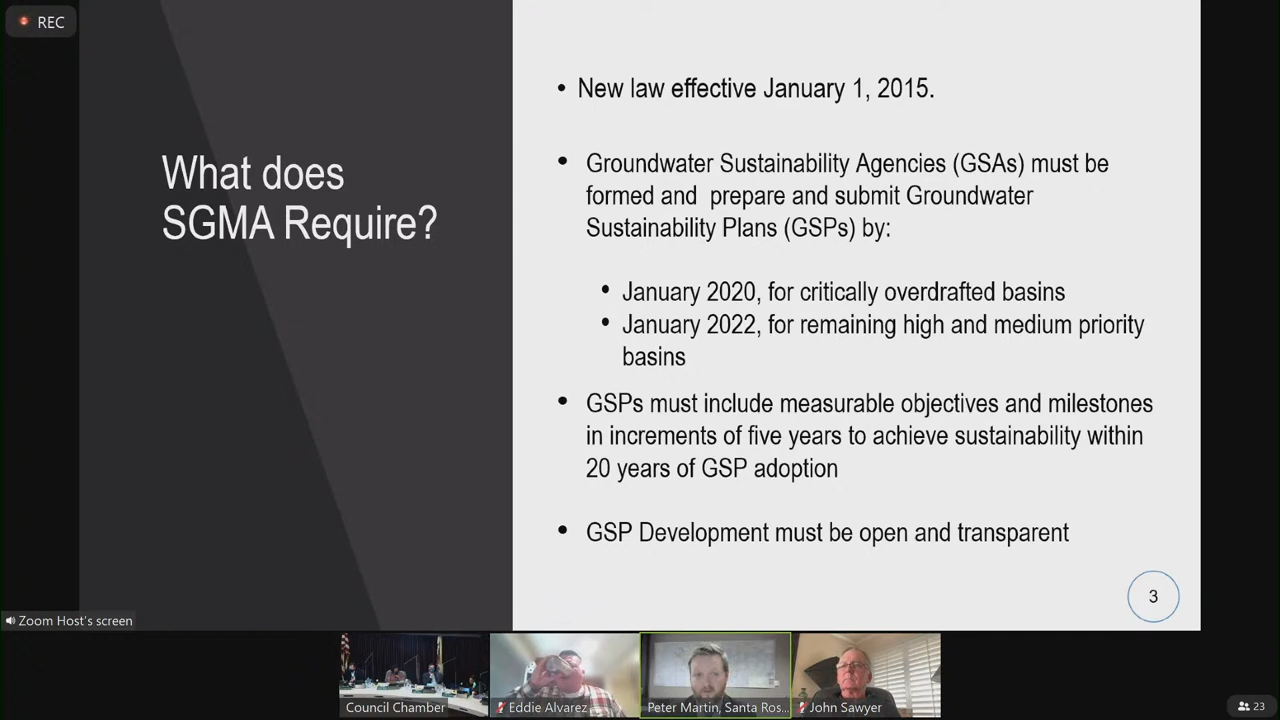 REC
What does
SGMA Require?
• New law effective January 1, 2015.
• Groundwater Sustainability Agencies (GSAs) must be
formed and prepare and submit Groundwater
Sustainability Plans (GSPs) by:
• January 2020, for critically overdrafted basins
• January 2022, for remaining high and medium priority
basins
• GSPs must include measurable objectives and milestones
in increments of five years to achieve sustainability within
20 years of GSP adoption
• GSP Development must be open and transparent
3
Zoom Host's screen
Council Chamber
Eddie Alvarez
Peter Martin, Santa Ros...
John Sawyer
23